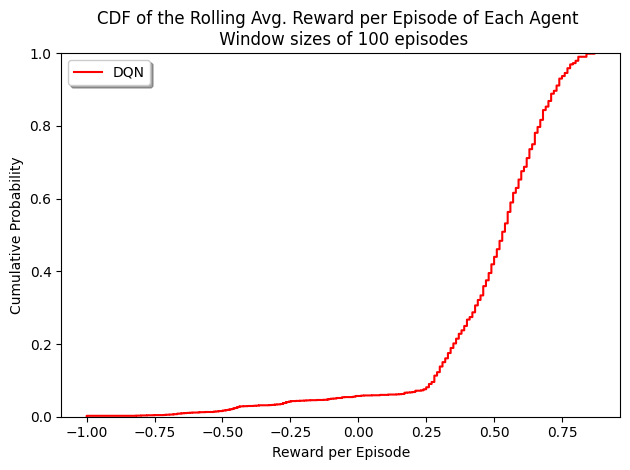 CDF of the Rolling Avg. Reward per Episode of Each Agent
Window sizes of 100 episodes
DQN
1.0
0.8
0.6
0.4
0.2
0.0
Cumulative Probability
−1.00 −0.75 −0.50 −0.25 0.00 0.25 0.50 0.75
Reward per Episode